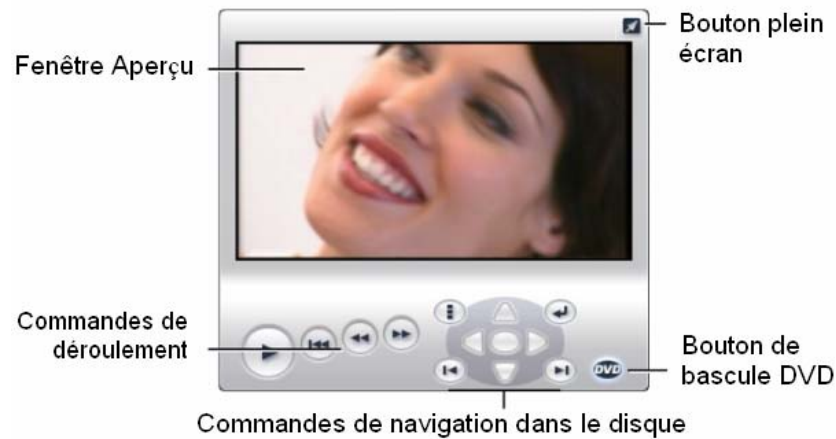 Bouton plein
écran
Fenêtre Aperçu
Commandes de
déroulement
DVD
Bouton de
bascule DVD
Commandes de navigation dans le disque